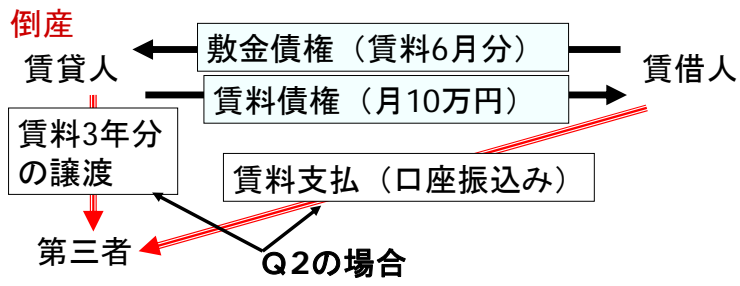 倒産
賃貸人
敷金債権（賃料6月分）
賃借人
賃料債権（月10万円）
賃料3年分
の譲渡
賃料支払（口座振込み）
第三者
Q2の場合